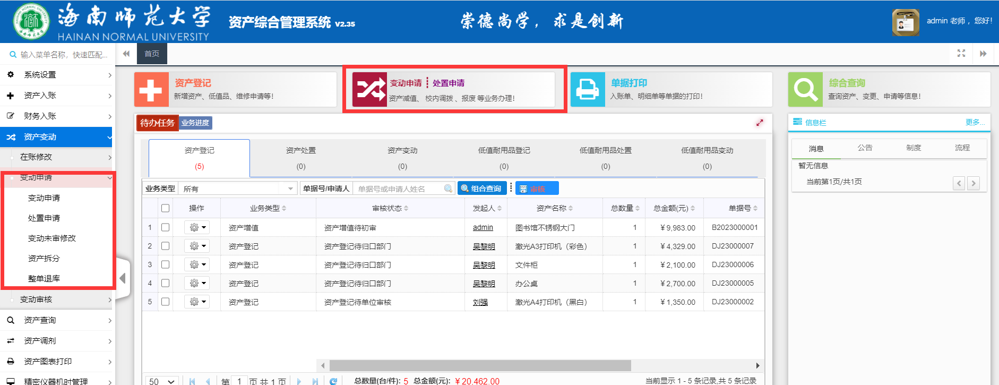 海南师范大学
HAINAN NORMAL UNIVERSITY
资产综合管理系统 V2.35
崇德尚学，求是创新
admin 老师， 您好!
输入菜单名称，快速匹配...
首页
系统设置
资产入账
财务入账
资产变动
在账修改
变动申请
变动申请
处置申请
变动未审修改
资产拆分
整单退库
变动审核
资产查询
资产调剂
资产图表打印
精密仪器机时管理
资产登记
新增资产、低值品、维修申请等!
变动申请 处置申请
资产减值、校内调拨、报废 等业务办理!
单据打印
入账单、明细单等单据的打印!
综合查询
查询资产、变更、申请等信息!
待办任务 业务进度
资产登记 资产处置 资产变动 低值耐用品登记 低值耐用品处置 低值耐用品变动
(5) (0) (0) (0) (0) (0)
业务类型 所有 单据号/申请人 单据号或申请人姓名 组合查询 审核
操作 业务类型 审核状态 发起人 资产名称 总数量 总金额(元) 单据号
1 资产增值 资产增值待初审 admin 图书馆不锈钢大门 1 ￥9,983.00 B2023000001
2 资产登记 资产登记待归口部门 吴黎明 激光A3打印机（彩色） 1 ￥4,329.00 DJ23000007
3 资产登记 资产登记待归口部门 吴黎明 文件柜 1 ￥2,100.00 DJ23000006
4 资产登记 资产登记待归口部门 吴黎明 办公桌 1 ￥2,700.00 DJ23000005
5 资产登记 资产登记待单位审核 刘强 激光A4打印机（黑白） 1 ￥1,350.00 DJ23000002
50 第 1 页 共 1 页 总数量(台/件): 5 总金额(元): ￥20,462.00 当前显示 1 - 5 条记录,共 5 条记录
信息栏 更多...
消息 公告 制度 流程
暂无信息
当前第1页/共1页